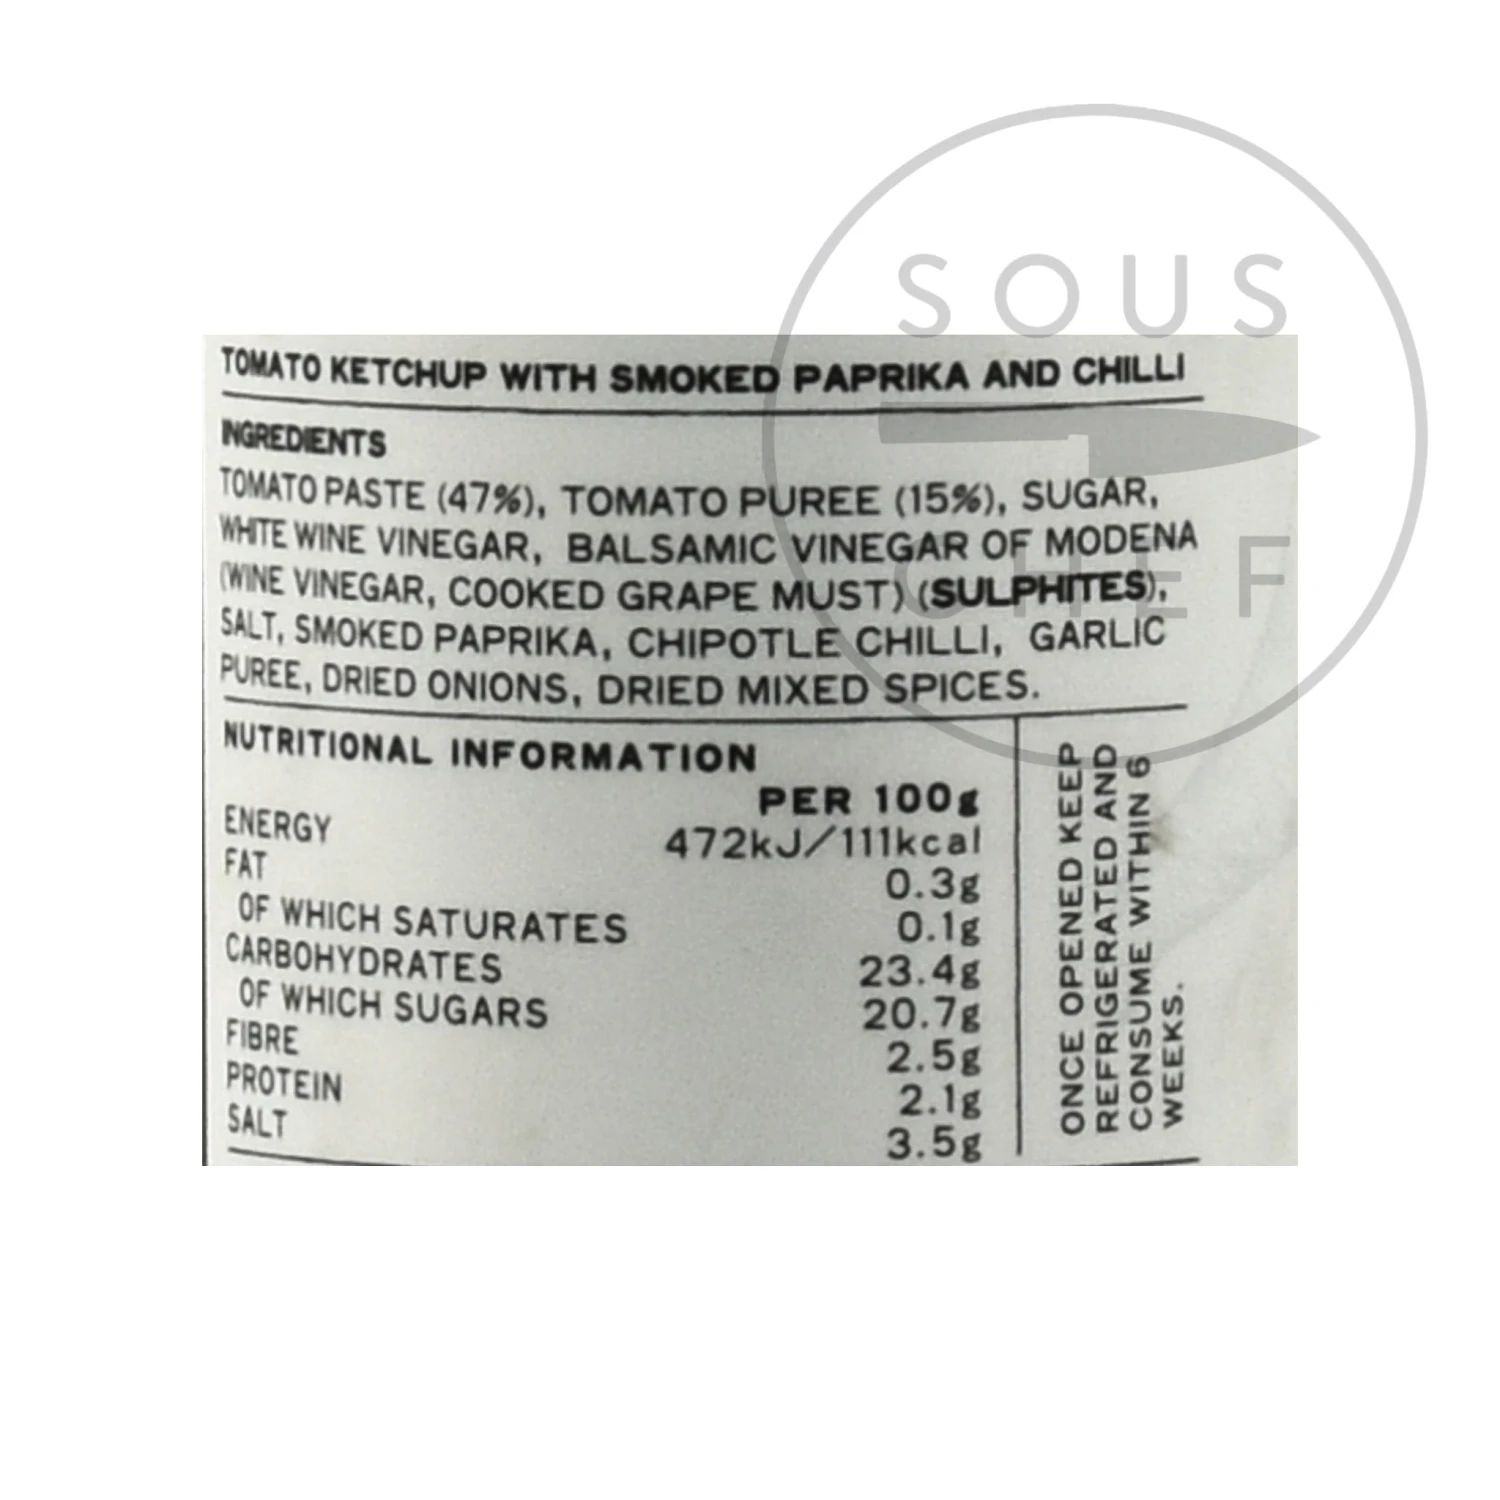 SOUS
CHEF
TOMATO KETCHUP WITH SMOKED PAPRIKA AND CHILLI
INGREDIENTS
TOMATO PASTE (47%), TOMATO PUREE (15%), SUGAR,
WHITE WINE VINEGAR, BALSAMIC VINEGAR OF MODENA
(WINE VINEGAR, COOKED GRAPE MUST) (SULPHITES),
SALT, SMOKED PAPRIKA, CHIPOTLE CHILLI, GARLIC
PUREE, DRIED ONIONS, DRIED MIXED SPICES.
NUTRITIONAL INFORMATION
PER 100g
ENERGY 472kJ/111kcal
FAT 0.3g
OF WHICH SATURATES 0.1g
CARBOHYDRATES 23.4g
OF WHICH SUGARS 20.7g
FIBRE 2.5g
PROTEIN 2.1g
SALT 3.5g
ONCE OPENED KEEP
REFRIGERATED AND
CONSUME WITHIN 6
WEEKS.